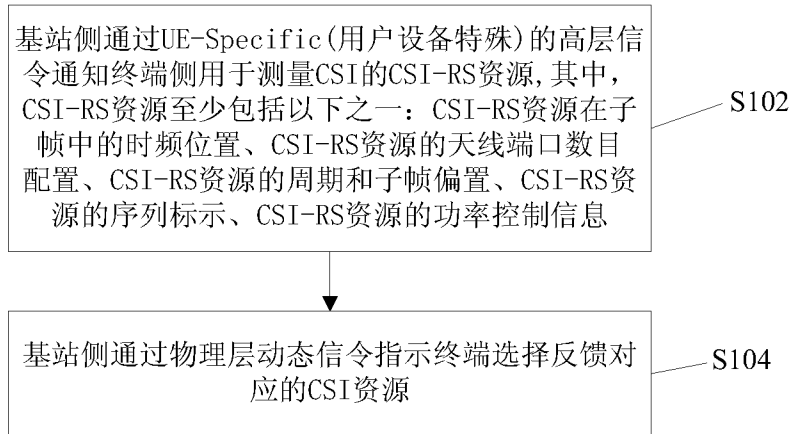 基站侧通过UE-Specific(用户设备特殊)的高层信
令通知终端侧用于测量CSI的CSI-RS资源,其中,
CSI-RS资源至少包括以下之一：CSI-RS资源在子
帧中的时频位置、CSI-RS资源的天线端口数目
配置、CSI-RS资源的周期和子帧偏置、CSI-RS资
源的序列标示、CSI-RS资源的功率控制信息
S102
基站侧通过物理层动态信令指示终端选择反馈对
应的CSI资源
S104